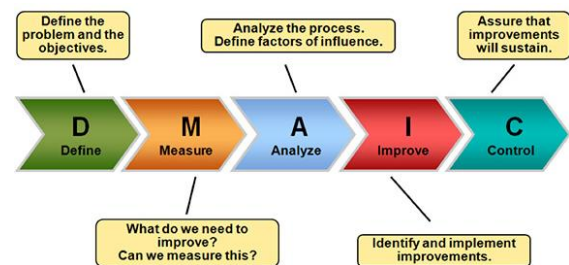 Define the
problem and the
objectives.
Analyze the process.
Define factors of influence.
Assure that
improvements
will sustain.
D
Define
M
Measure
A
Analyze
I
Improve
C
Control
What do we need to
improve?
Can we measure this?
Identify and implement
improvements.